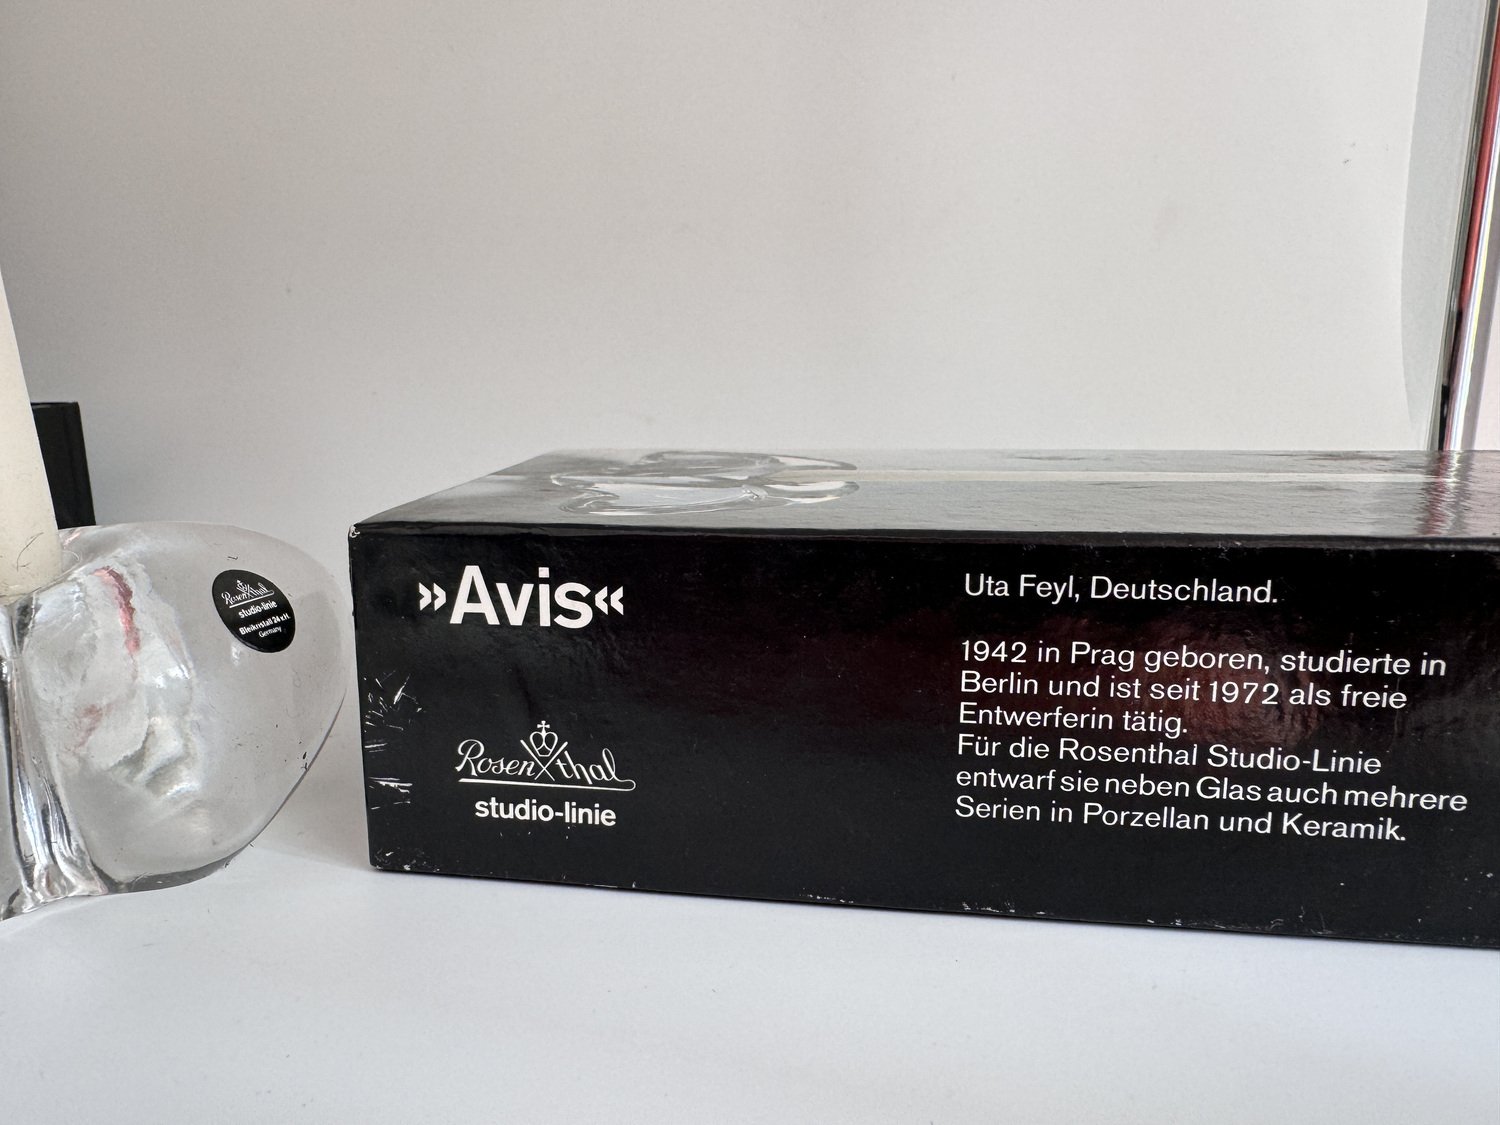 Rosenthal
studio-linie
Bleikristall 24%
Germany
»Avis«
Rosenthal
studio-linie
Uta Feyl, Deutschland.
1942 in Prag geboren, studierte in
Berlin und ist seit 1972 als freie
Entwerferin tätig.
Für die Rosenthal Studio-Linie
entwarf sie neben Glas auch mehrere
Serien in Porzellan und Keramik.